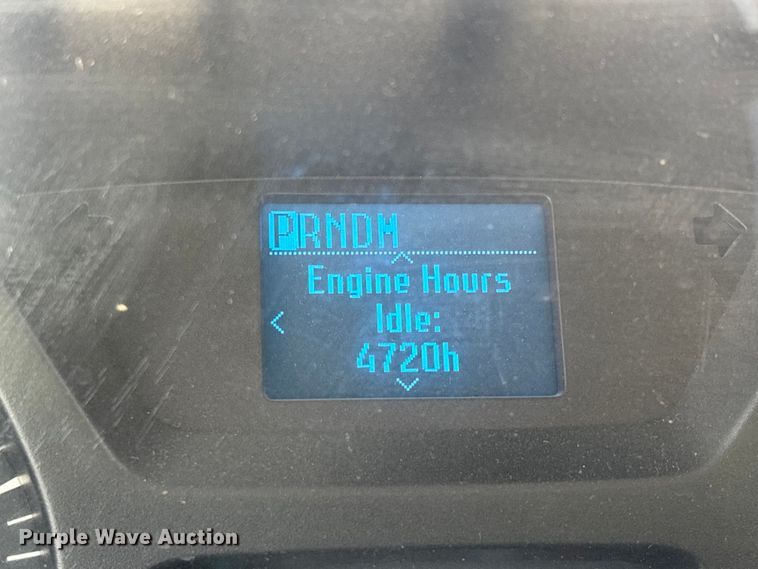 PRNDM
Engine Hours
Idle:
4720h
Purple Wave Auction